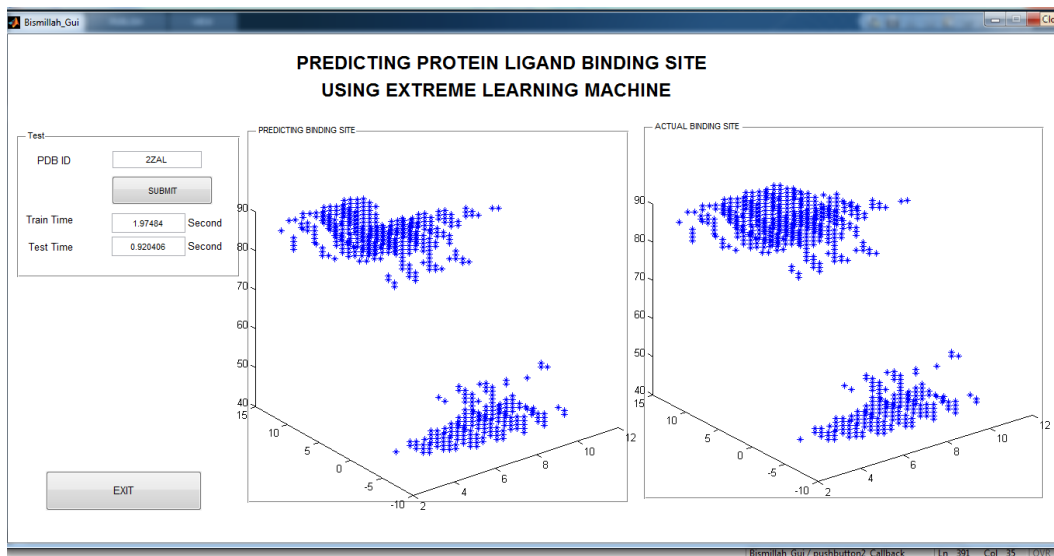 Bismillah_Gui
Clo
PREDICTING PROTEIN LIGAND BINDING SITE
USING EXTREME LEARNING MACHINE
Test
PDB ID
2ZAL
SUBMIT
Train Time
1.97484
Second
Test Time
0.920406
Second
EXIT
PREDICTING BINDING SITE
90
80
70
60
50
40
15
10
5
0
-5
-10
2
4
6
8
10
12
ACTUAL BINDING SITE
90
80
70
60
50
40
15
10
5
0
-5
-10
2
4
6
8
10
12
Bismillah_Gui / pushbutton2_Callback
Ln 391 Col 35 OVR